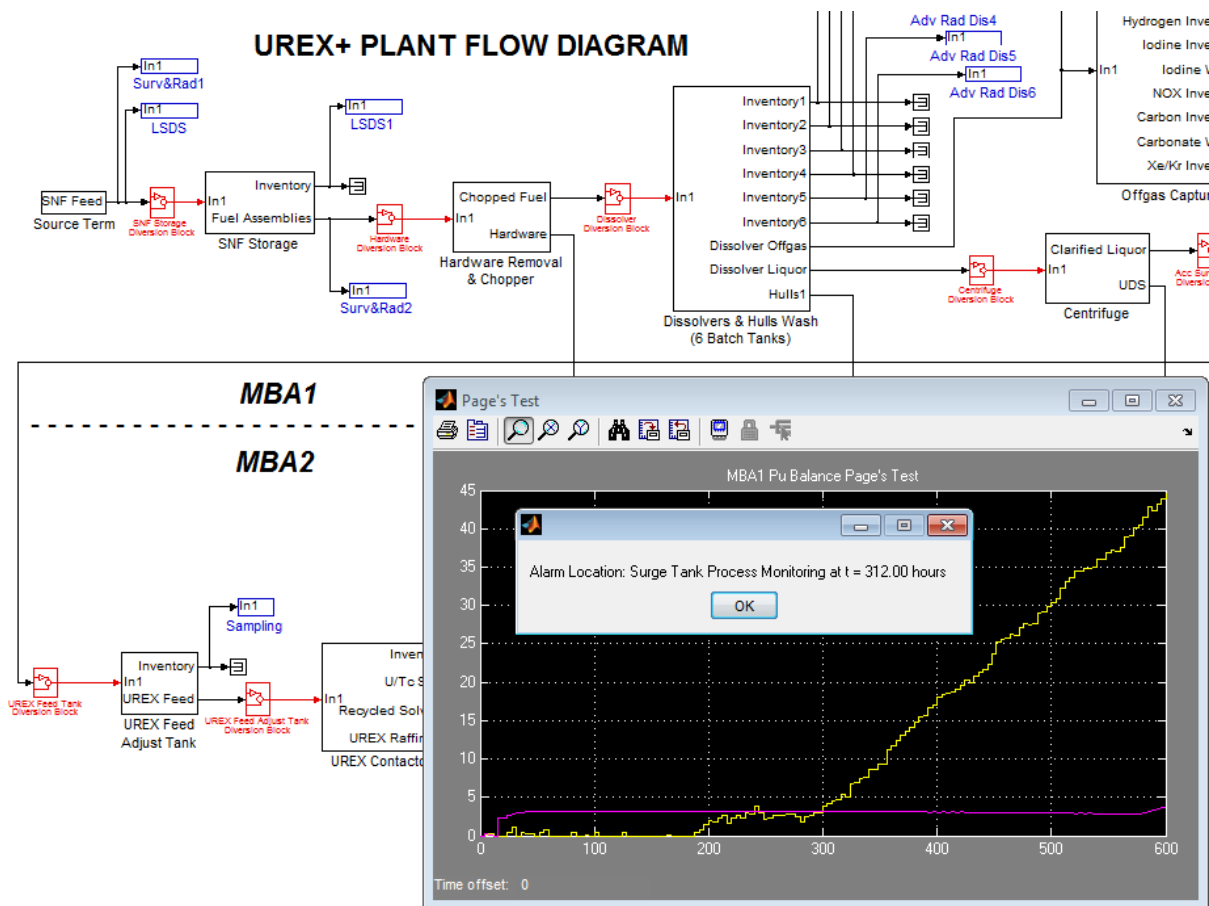 UREX+ PLANT FLOW DIAGRAM
In1
Surv&Rad1
In1
LSDS
In1
LSDS1
SNF Feed
Source Term
SNF Storage
Diversion Block
In1
Inventory
Fuel Assemblies
SNF Storage
Hardware
Diversion Block
In1
Surv&Rad2
In1
Chopped Fuel
Hardware
Hardware Removal
& Chopper
Dissolver
Diversion Block
In1
Inventory1
Inventory2
Inventory3
Inventory4
Inventory5
Inventory6
Dissolver Offgas
Dissolver Liquor
Hulls1
Dissolvers & Hulls Wash
(6 Batch Tanks)
Adv Rad Dis4
In1
Adv Rad Dis5
In1
Adv Rad Dis6
In1
Hydrogen Inve
Iodine Inve
Iodine W
NOX Inve
Carbon Inve
Carbonate W
Xe/Kr Inve
Offgas Captur
Centrifuge
Diversion Block
In1
Clarified Liquor
UDS
Centrifuge
Acc Sur
Diversion
MBA1
MBA2
UREX Feed Tank
Diversion Block
In1
Inventory
UREX Feed
UREX Feed
Adjust Tank
In1
Sampling
UREX Feed Adjust Tank
Diversion Block
In1
Inven
U/Tc S
Recycled Solv
UREX Raffin
UREX Contacto
Page's Test
MBA1 Pu Balance Page's Test
45
40
35
30
25
20
15
10
5
0
0
100
200
300
400
500
600
Alarm Location: Surge Tank Process Monitoring at t = 312.00 hours
OK
Time offset: 0